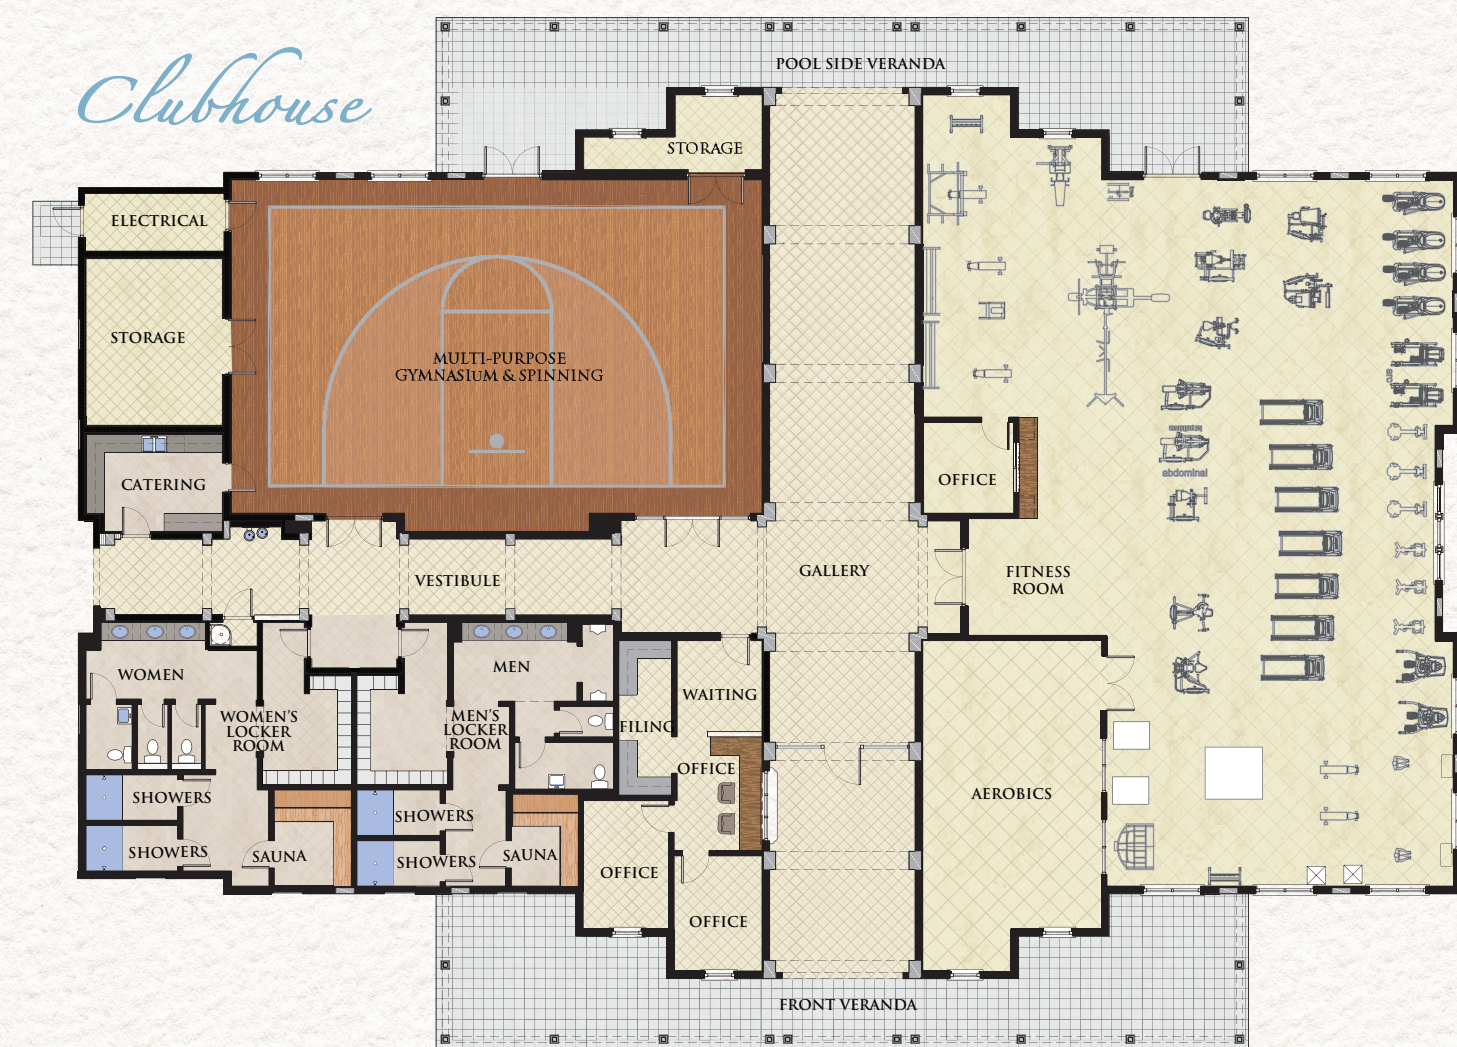 Clubhouse
POOL SIDE VERANDA
STORAGE
ELECTRICAL
STORAGE
MULTI-PURPOSE
GYMNASIUM & SPINNING
CATERING
abdominal
OFFICE
VESTIBULE
GALLERY
FITNESS
ROOM
WOMEN
MEN
WAITING
WOMEN'S
LOCKER
ROOM
MEN'S
LOCKER
ROOM
FILING
OFFICE
AEROBICS
SHOWERS
SHOWERS
SHOWERS
SAUNA
SHOWERS
SAUNA
OFFICE
OFFICE
FRONT VERANDA